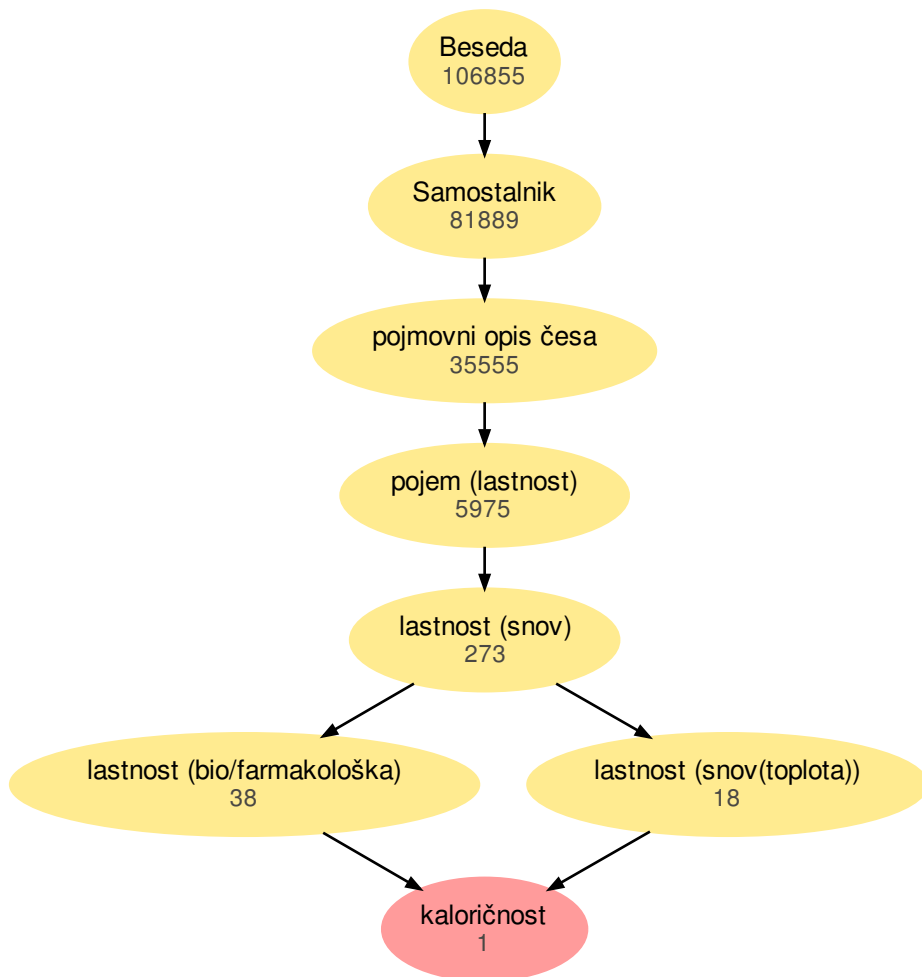 Beseda
106855
Samostalnik
81889
pojmovni opis česa
35555
pojem (lastnost)
5975
lastnost (snov)
273
lastnost (bio/farmakološka)
38
lastnost (snov(toplota))
18
kaloričnost
1